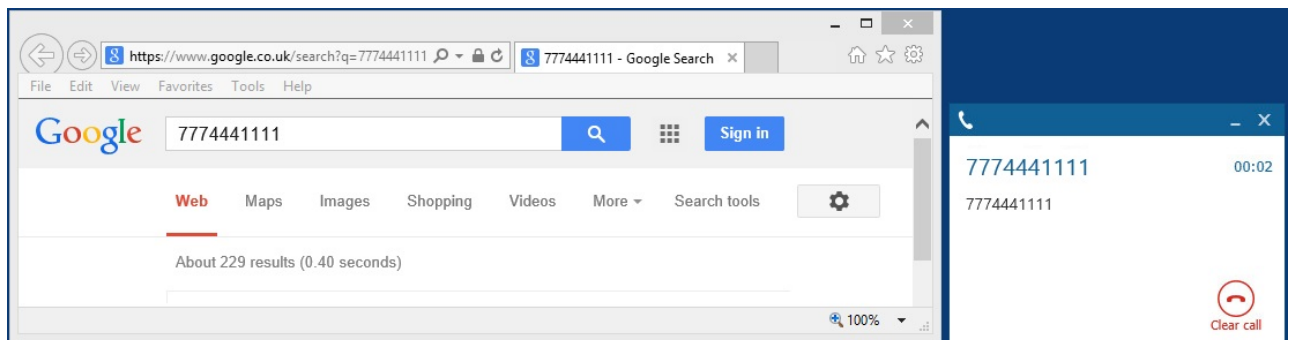 https://www.google.co.uk/search?q=7774441111
7774441111 - Google Search
File Edit View Favorites Tools Help
Google 7774441111 Sign in
Web Maps Images Shopping Videos More Search tools
About 229 results (0.40 seconds)
100%
7774441111 00:02
7774441111
Clear call